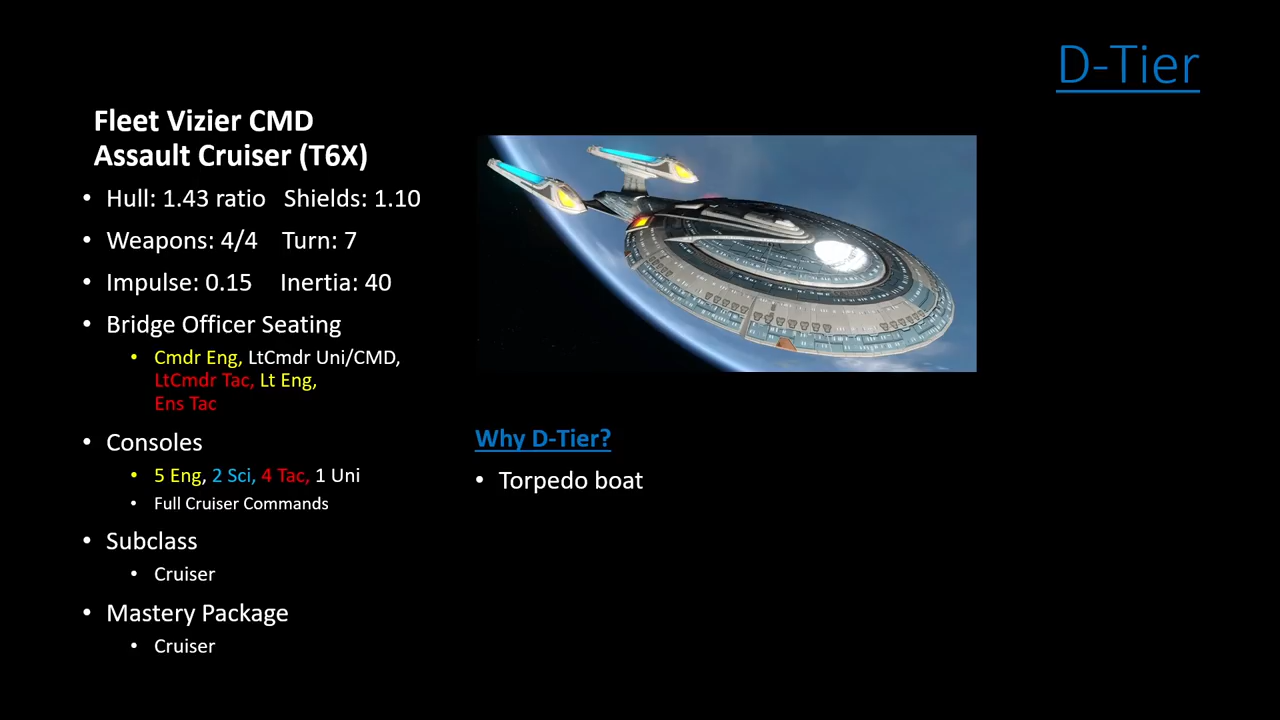 D-Tier
Fleet Vizier CMD
Assault Cruiser (T6X)
• Hull: 1.43 ratio   Shields: 1.10
• Weapons: 4/4    Turn: 7
• Impulse: 0.15    Inertia: 40
• Bridge Officer Seating
• Cmdr Eng, LtCmdr Uni/CMD,
LtCmdr Tac, Lt Eng,
Ens Tac
• Consoles
• 5 Eng, 2 Sci, 4 Tac, 1 Uni
• Full Cruiser Commands
• Subclass
• Cruiser
• Mastery Package
• Cruiser
Why D-Tier?
• Torpedo boat